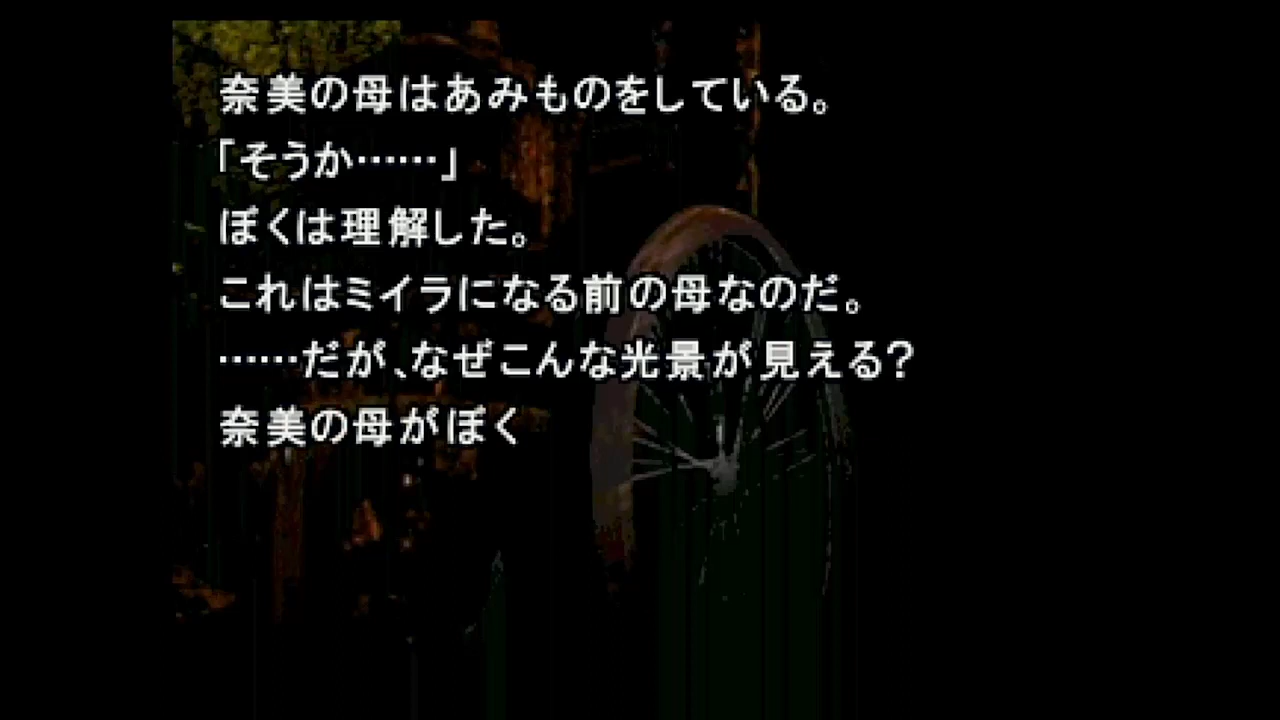 奈美の母はあみものをしている。
「そうか……」
ぼくは理解した。
これはミイラになる前の母なのだ。
……だが、なぜこんな光景が見える？
奈美の母がぼく